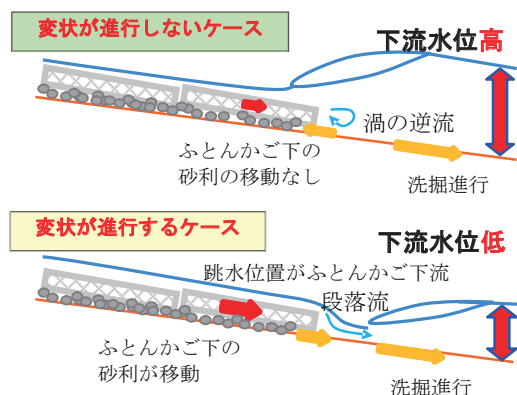 変状が進行しないケース
下流水位高
渦の逆流
ふとんかご下の
砂利の移動なし
洗掘進行
変状が進行するケース
下流水位低
跳水位置がふとんかご下流
段落流
ふとんかご下の
砂利が移動
洗掘進行